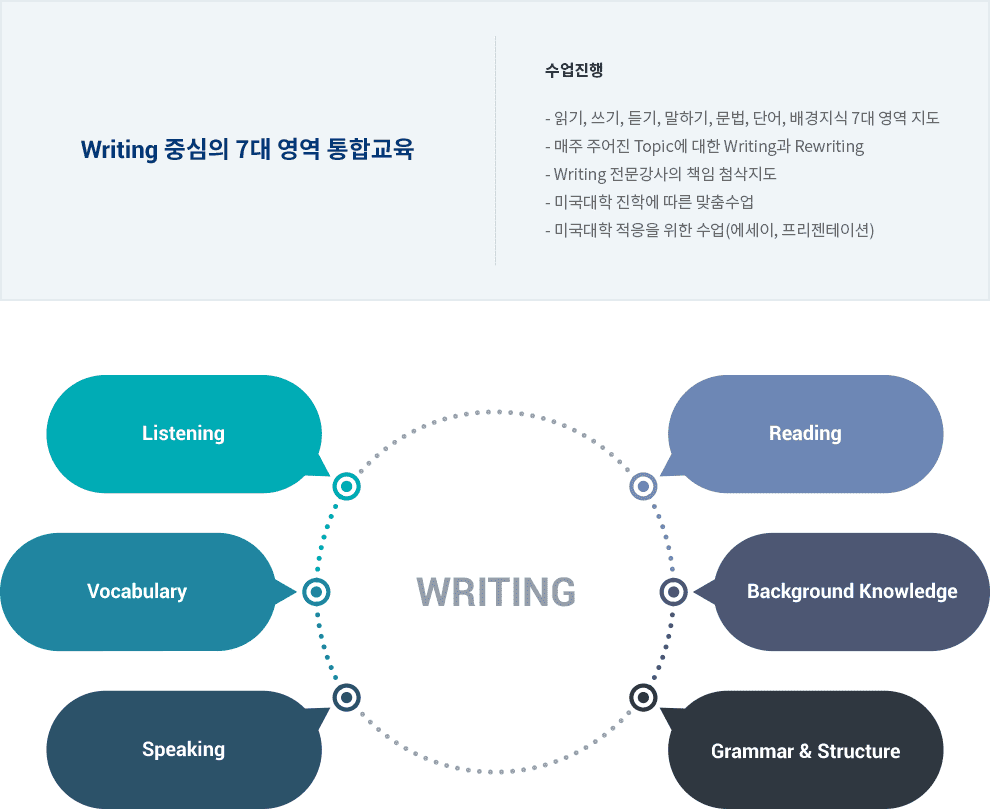 Writing 중심의 7대 영역 통합교육
수업진행
- 읽기, 쓰기, 듣기, 말하기, 문법, 단어, 배경지식 7대 영역 지도
- 매주 주어진 Topic에 대한 Writing과 Rewriting
- Writing 전문강사의 책임 첨삭지도
- 미국대학 진학에 따른 맞춤수업
- 미국대학 적응을 위한 수업(에세이, 프리젠테이션)
Listening
Reading
Vocabulary
WRITING
Background Knowledge
Speaking
Grammar & Structure